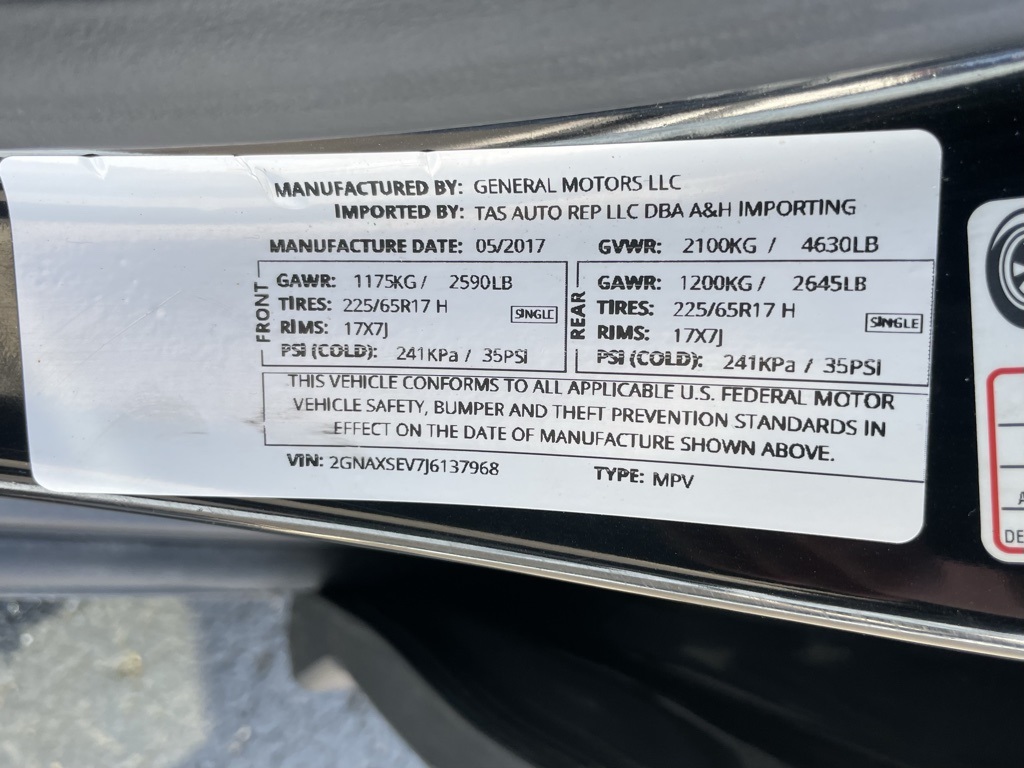 MANUFACTURED BY: GENERAL MOTORS LLC
IMPORTED BY: TAS AUTO REP LLC DBA A&H IMPORTING
MANUFACTURE DATE: 05/2017 GVWR: 2100KG / 4630LB
FRONT
GAWR: 1175KG / 2590LB
TIRES: 225/65R17 H
SINGLE
RIMS: 17X7J
PSI (COLD): 241KPa / 35PSI
REAR
GAWR: 1200KG / 2645LB
TIRES: 225/65R17 H
SINGLE
RIMS: 17X7J
PSI (COLD): 241KPa / 35PSI
THIS VEHICLE CONFORMS TO ALL APPLICABLE U.S. FEDERAL MOTOR
VEHICLE SAFETY, BUMPER AND THEFT PREVENTION STANDARDS IN
EFFECT ON THE DATE OF MANUFACTURE SHOWN ABOVE.
VIN: 2GNAXSEV7J6137968 TYPE: MPV